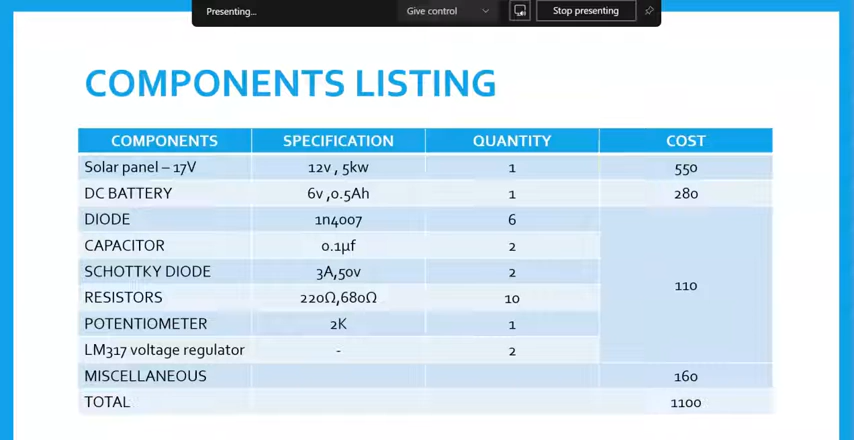 Presenting...
Give control
Stop presenting
COMPONENTS LISTING
COMPONENTS SPECIFICATION QUANTITY COST
Solar panel – 17V 12v , 5kw 1 550
DC BATTERY 6v ,0.5Ah 1 280
DIODE 1n4007 6
CAPACITOR 0.1µf 2
SCHOTTKY DIODE 3A,50v 2
110
RESISTORS 220Ω,680Ω 10
POTENTIOMETER 2K 1
LM317 voltage regulator - 2
MISCELLANEOUS 160
TOTAL 1100